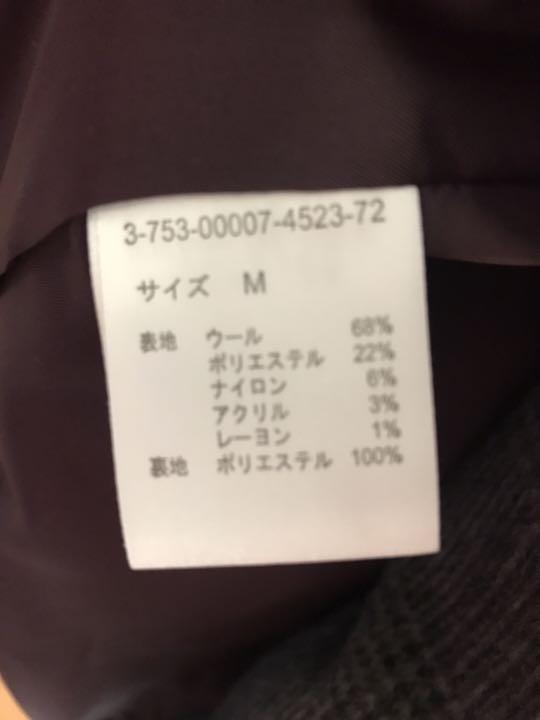 3-753-00007-4523-72
サイズ M
表地 ウール 68%
ポリエステル 22%
ナイロン 6%
アクリル 3%
レーヨン 1%
裏地 ポリエステル 100%